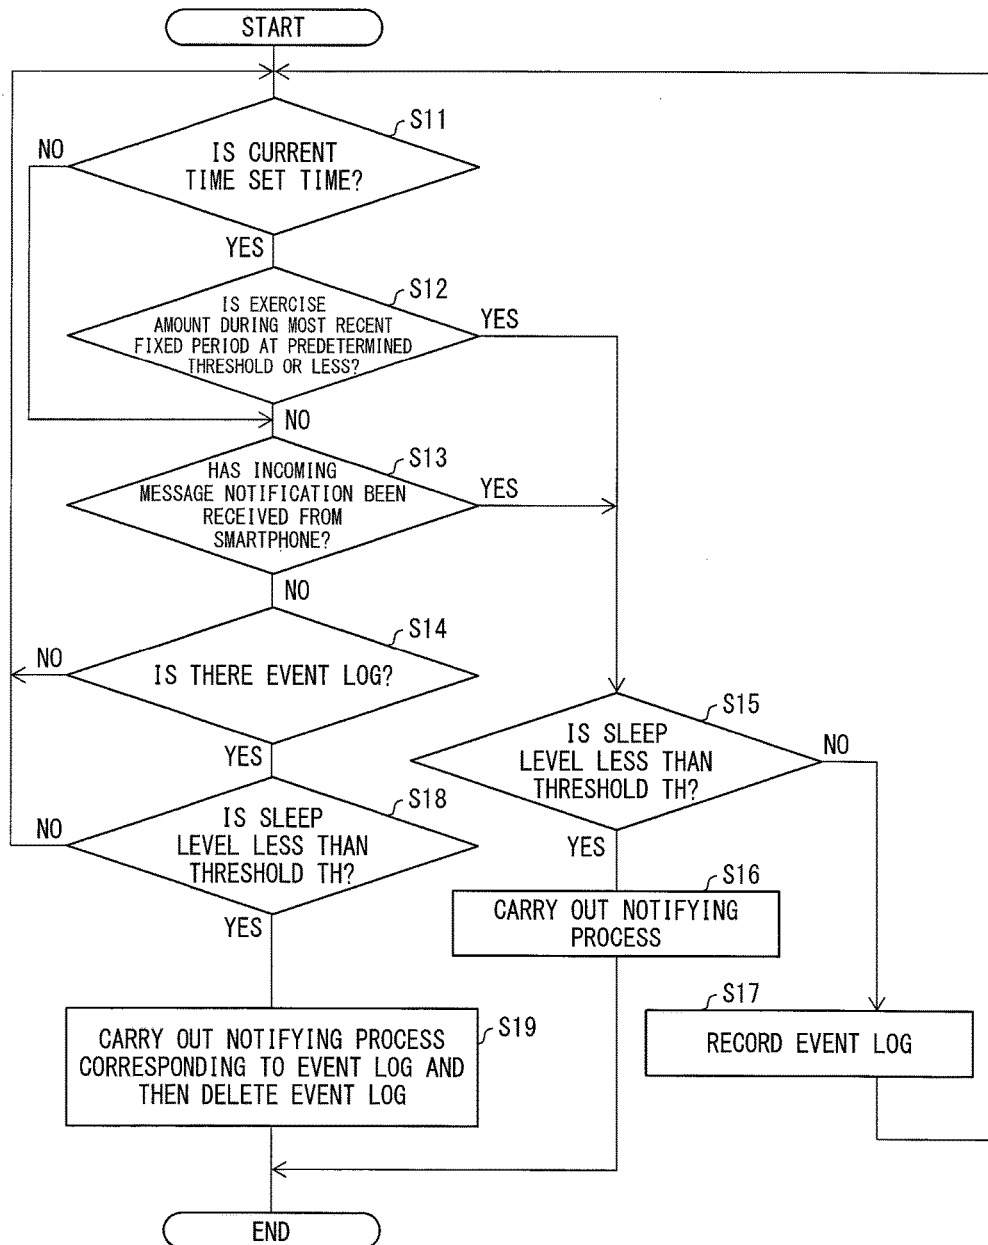 START
S11
NO
IS CURRENT
TIME SET TIME?
YES
S12
IS EXERCISE
AMOUNT DURING MOST RECENT
FIXED PERIOD AT PREDETERMINED
THRESHOLD OR LESS?
YES
NO
S13
HAS INCOMING
MESSAGE NOTIFICATION BEEN
RECEIVED FROM
SMARTPHONE?
YES
NO
S14
NO
IS THERE EVENT LOG?
YES
S15
IS SLEEP
LEVEL LESS THAN
THRESHOLD TH?
NO
YES
S18
NO
IS SLEEP
LEVEL LESS THAN
THRESHOLD TH?
YES
S16
CARRY OUT NOTIFYING
PROCESS
S17
RECORD EVENT LOG
S19
CARRY OUT NOTIFYING PROCESS
CORRESPONDING TO EVENT LOG AND
THEN DELETE EVENT LOG
END